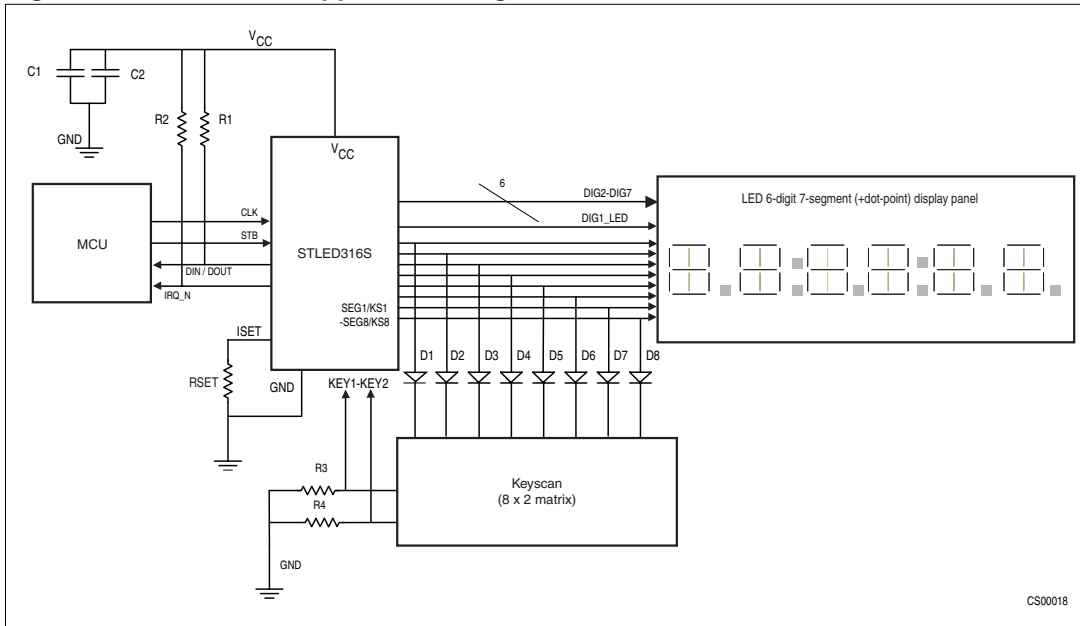 V_CC
C1
C2
R2
R1
GND
V_CC
6
DIG2-DIG7
LED 6-digit 7-segment (+dot-point) display panel
MCU
CLK
STB
STLED316S
DIG1_LED
DIN / DOUT
IRQ_N
SEG1/KS1
-SEG8/KS8
ISET
RSET
GND
KEY1-KEY2
D1
D2
D3
D4
D5
D6
D7
D8
R3
R4
GND
Keyscan
(8 x 2 matrix)
CS00018